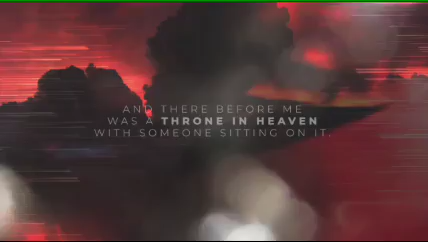 AND THERE BEFORE ME
WAS A THRONE IN HEAVEN
WITH SOMEONE SITTING ON IT.